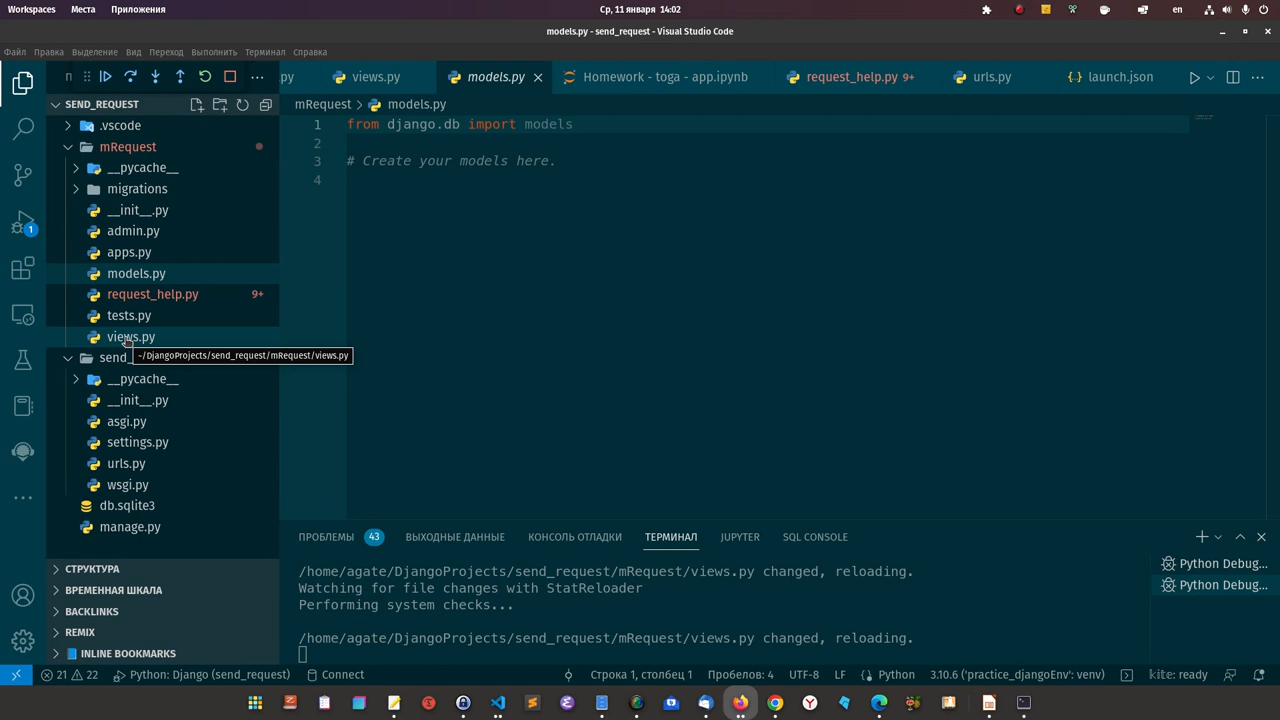 Workspaces Места Приложения Ср, 11 января 14:02 en
models.py - send_request - Visual Studio Code
Файл Правка Выделение Вид Переход Выполнить Терминал Справка
.py views.py models.py Homework - toga - app.ipynb request_help.py 9+ urls.py launch.json
SEND_REQUEST
mRequest models.py
.vscode
mRequest
__pycache__
migrations
__init__.py
admin.py
apps.py
models.py
request_help.py 9+
tests.py
views.py
~/DjangoProjects/send_request/mRequest/views.py
send_
__pycache__
__init__.py
asgi.py
settings.py
urls.py
wsgi.py
db.sqlite3
manage.py
1 from django.db import models
2
3 # Create your models here.
4
1
ПРОБЛЕМЫ 43 ВЫХОДНЫЕ ДАННЫЕ КОНСОЛЬ ОТЛАДКИ ТЕРМИНАЛ JUPYTER SQL CONSOLE
/home/agate/DjangoProjects/send_request/mRequest/views.py changed, reloading.
Watching for file changes with StatReloader
Performing system checks...
/home/agate/DjangoProjects/send_request/mRequest/views.py changed, reloading.
Python Debug...
Python Debug...
СТРУКТУРА
ВРЕМЕННАЯ ШКАЛА
BACKLINKS
REMIX
INLINE BOOKMARKS
21 22 Python: Django (send_request) Connect Строка 1, столбец 1 Пробелов: 4 UTF-8 LF Python 3.10.6 ('practice_djangoEnv': venv) kite: ready